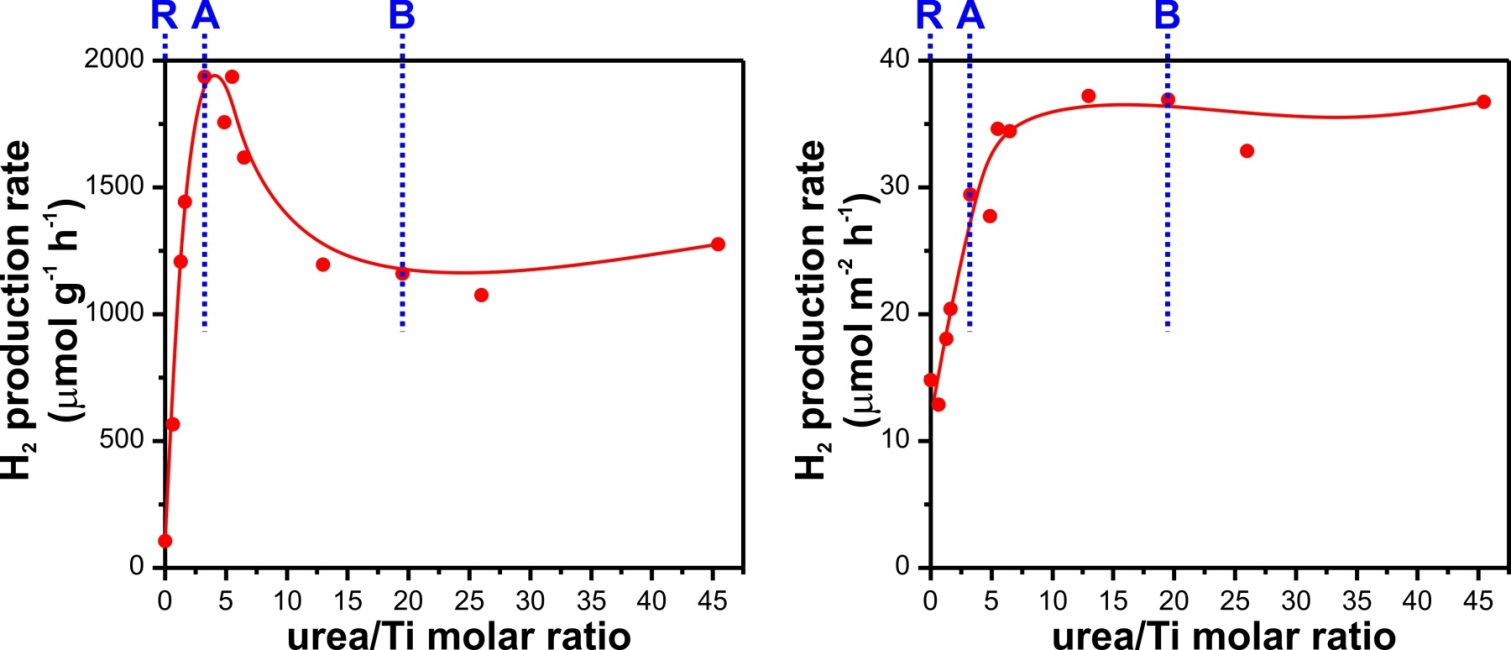 R A B
2000
1500
1000
500
0
0 5 10 15 20 25 30 35 40 45
urea/Ti molar ratio
H₂ production rate
(μmol g⁻¹ h⁻¹)
R A B
40
30
20
10
0
0 5 10 15 20 25 30 35 40 45
urea/Ti molar ratio
H₂ production rate
(μmol m⁻² h⁻¹)